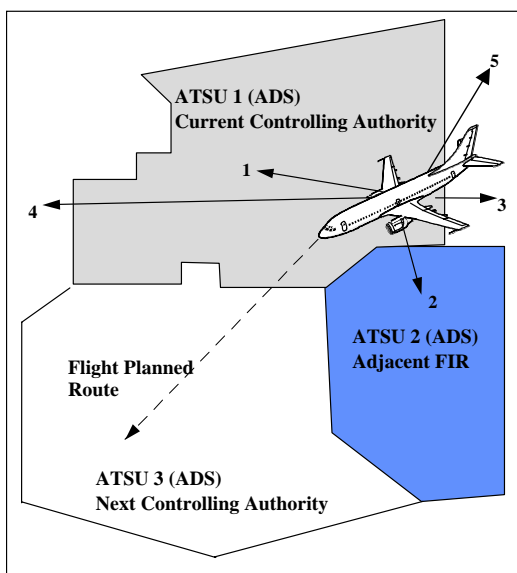 5
ATSU 1 (ADS)
Current Controlling Authority
1
4
3
2
ATSU 2 (ADS)
Adjacent FIR
Flight Planned
Route
ATSU 3 (ADS)
Next Controlling Authority